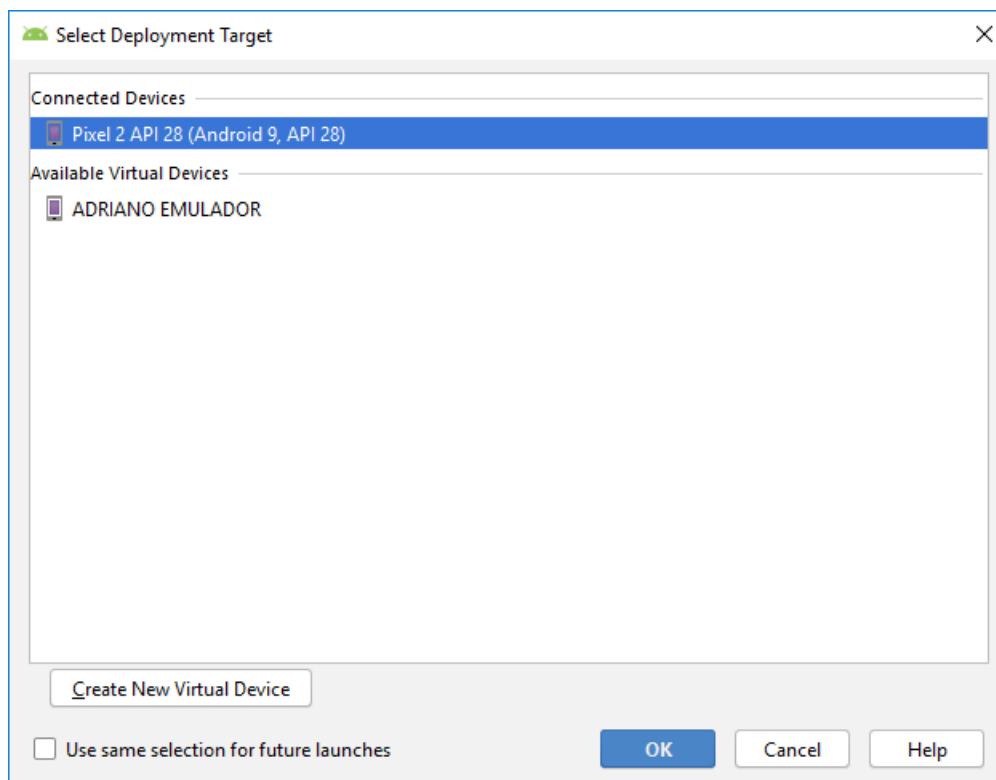 Select Deployment Target
Connected Devices
Pixel 2 API 28 (Android 9, API 28)
Available Virtual Devices
ADRIANO EMULADOR
Create New Virtual Device
Use same selection for future launches
OK
Cancel
Help